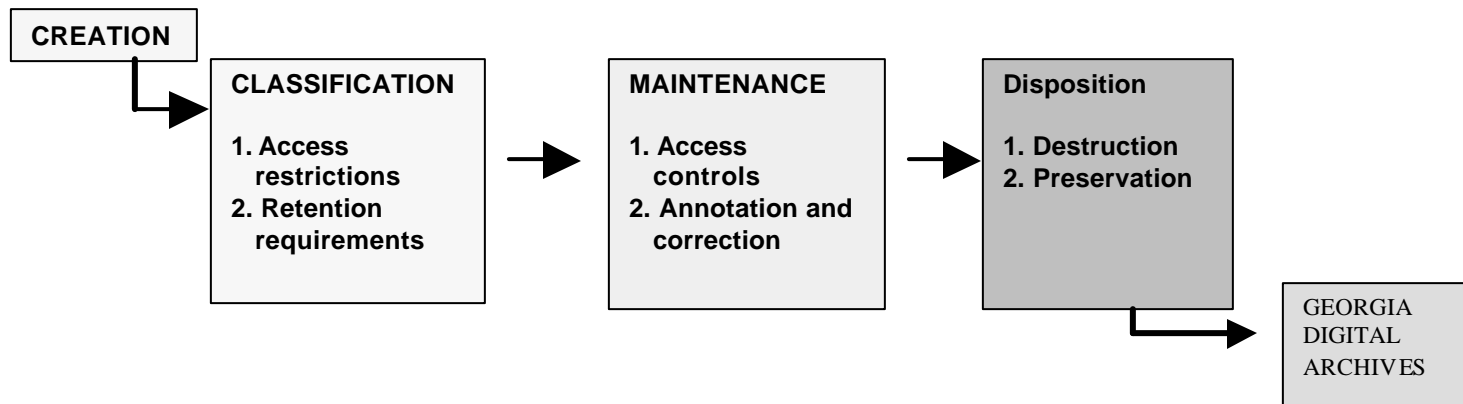 CREATION
CLASSIFICATION
1. Access
restrictions
2. Retention
requirements
MAINTENANCE
1. Access
controls
2. Annotation and
correction
Disposition
1. Destruction
2. Preservation
GEORGIA
DIGITAL
ARCHIVES